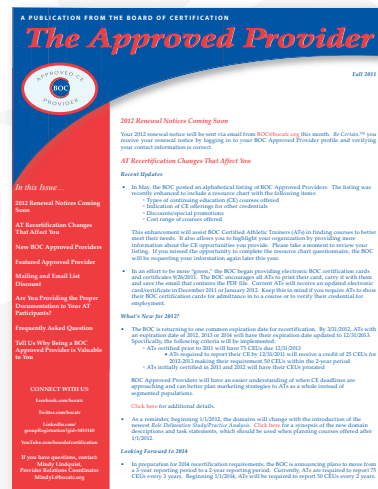 A PUBLICATION FROM THE BOARD OF CERTIFICATION
The Approved Provider
Fall 2011
APPROVED CE
BOC
PROVIDER
In this Issue...
2012 Renewal Notices Coming
Soon
AT Recertification Changes
That Affect You
New BOC Approved Providers
Featured Approved Provider
Mailing and Email List
Discount
Are You Providing the Proper
Documentation to Your AT
Participants?
Frequently Asked Question
Tell Us Why Being a BOC
Approved Provider is Valuable
to You
CONNECT WITH US
Facebook.com/bocatc
Twitter.com/bocatc
LinkedIn.com/
YouTube.com/boardofcertification
If you have questions, contact
Mindy Lindquist,
Provider Relations Coordinator
MindyL@bocatc.org
2012 Renewal Notices Coming Soon
Your 2012 renewal notice will be sent via email from BOC@bocatc.org this month. Be Certain.™ you
receive your renewal notice by logging in to your BOC Approved Provider profile and verifying
your contact information is correct.
AT Recertification Changes That Affect You
Recent Updates
• In May, the BOC posted an alphabetical listing of BOC Approved Providers. The listing was
recently enhanced to include a resource chart with the following items:
◦ Types of continuing education (CE) courses offered
◦ Indication of CE offerings for other credentials
◦ Discounts/special promotions
◦ Cost range of courses offered
This enhancement will assist BOC Certified Athletic Trainers (ATs) in finding courses to better
meet their needs. It also allows you to highlight your organization by providing more
information about the CE opportunities you provide. Please take a moment to review your
listing. If you missed the opportunity to complete the resource chart questionnaire, the BOC
will be requesting your information again later this year.
• In an effort to be more "green," the BOC began providing electronic BOC certification cards
and certificates 9/26/2011. The BOC encourages all ATs to print their card, carry it with them
and save the email that contains the PDF file. Current ATs will receive an updated electronic
card/certificate in December 2011 or January 2012. Keep this in mind if you require ATs to show
their BOC certification cards for admittance to a course or to verify their credential for
employment.
What's New for 2012?
• The BOC is returning to one common expiration date for recertification. By 3/31/2012, ATs with
an expiration date of 2012, 2013 or 2014 will have their expiration date updated to 12/31/2013.
Specifically, the following criteria will be implemented:
◦ ATs certified prior to 2011 will have 75 CEUs due 12/31/2013
■ ATs required to report their CE by 12/31/2011 will receive a credit of 25 CEUs for
2012-2013 making their requirement 50 CEUs within the 2-year period
◦ ATs initially certified in 2011 and 2012 will have their CEUs prorated
BOC Approved Providers will have an easier understanding of when CE deadlines are
approaching and can better plan marketing strategies to ATs as a whole instead of
segmented populations.
Click here for additional details.
• As a reminder, beginning 1/1/2012, the domains will change with the introduction of the
newest Role Delineation Study/Practice Analysis. Click here for a synopsis of the new domain
descriptions and task statements, which should be used when planning courses offered after
1/1/2012.
Looking Forward to 2014
• In preparation for 2014 recertification requirements, the BOC is announcing plans to move from
a 3-year reporting period to a 2-year reporting period. Currently, ATs are required to report 75
CEUs every 3 years. Beginning 1/1/2014, ATs will be required to report 50 CEUs every 2 years.